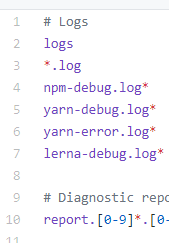 1 # Logs
2 logs
3 *.log
4 npm-debug.log*
5 yarn-debug.log*
6 yarn-error.log*
7 lerna-debug.log*
8
9 # Diagnostic repo
10 report.[0-9]*.[0-
11